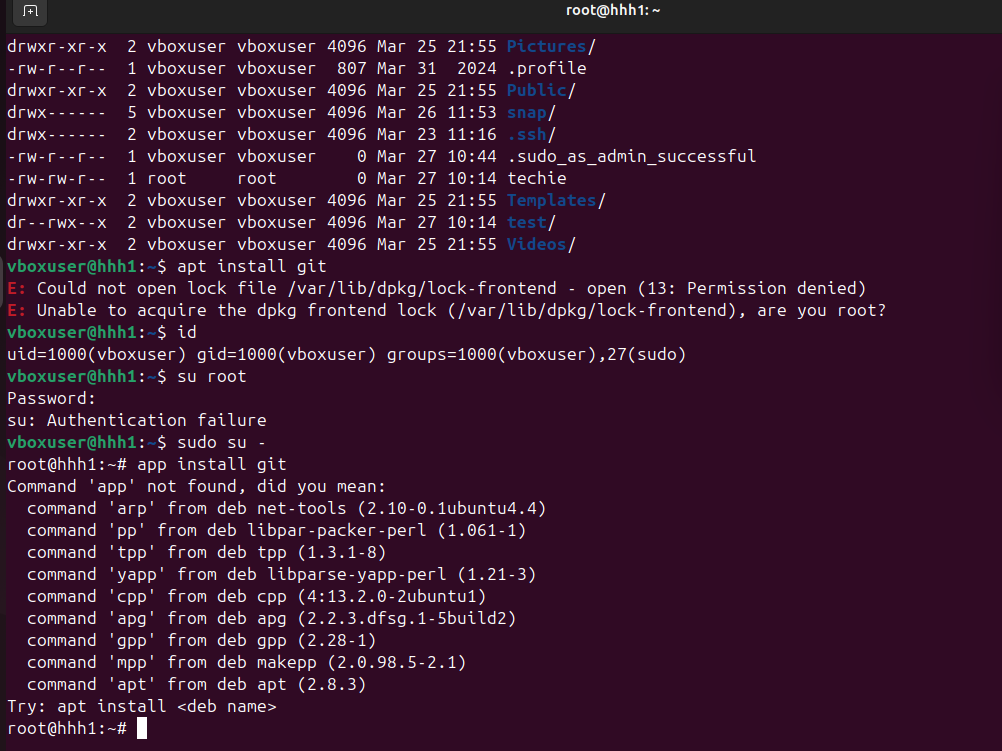 root@hhh1: ~
drwxr-xr-x  2 vboxuser vboxuser 4096 Mar 25 21:55 Pictures/
-rw-r--r--  1 vboxuser vboxuser  807 Mar 31  2024 .profile
drwxr-xr-x  2 vboxuser vboxuser 4096 Mar 25 21:55 Public/
drwx------  5 vboxuser vboxuser 4096 Mar 26 11:53 snap/
drwx------  2 vboxuser vboxuser 4096 Mar 23 11:16 .ssh/
-rw-r--r--  1 vboxuser vboxuser    0 Mar 27 10:44 .sudo_as_admin_successful
-rw-rw-r--  1 root     root        0 Mar 27 10:14 techie
drwxr-xr-x  2 vboxuser vboxuser 4096 Mar 25 21:55 Templates/
dr--rwx--x  2 vboxuser vboxuser 4096 Mar 27 10:14 test/
drwxr-xr-x  2 vboxuser vboxuser 4096 Mar 25 21:55 Videos/
vboxuser@hhh1:~$ apt install git
E: Could not open lock file /var/lib/dpkg/lock-frontend - open (13: Permission denied)
E: Unable to acquire the dpkg frontend lock (/var/lib/dpkg/lock-frontend), are you root?
vboxuser@hhh1:~$ id
uid=1000(vboxuser) gid=1000(vboxuser) groups=1000(vboxuser),27(sudo)
vboxuser@hhh1:~$ su root
Password:
su: Authentication failure
vboxuser@hhh1:~$ sudo su -
root@hhh1:~# app install git
Command 'app' not found, did you mean:
  command 'arp' from deb net-tools (2.10-0.1ubuntu4.4)
  command 'pp' from deb libpar-packer-perl (1.061-1)
  command 'tpp' from deb tpp (1.3.1-8)
  command 'yapp' from deb libparse-yapp-perl (1.21-3)
  command 'cpp' from deb cpp (4:13.2.0-2ubuntu1)
  command 'apg' from deb apg (2.2.3.dfsg.1-5build2)
  command 'gpp' from deb gpp (2.28-1)
  command 'mpp' from deb makepp (2.0.98.5-2.1)
  command 'apt' from deb apt (2.8.3)
Try: apt install <deb name>
root@hhh1:~#